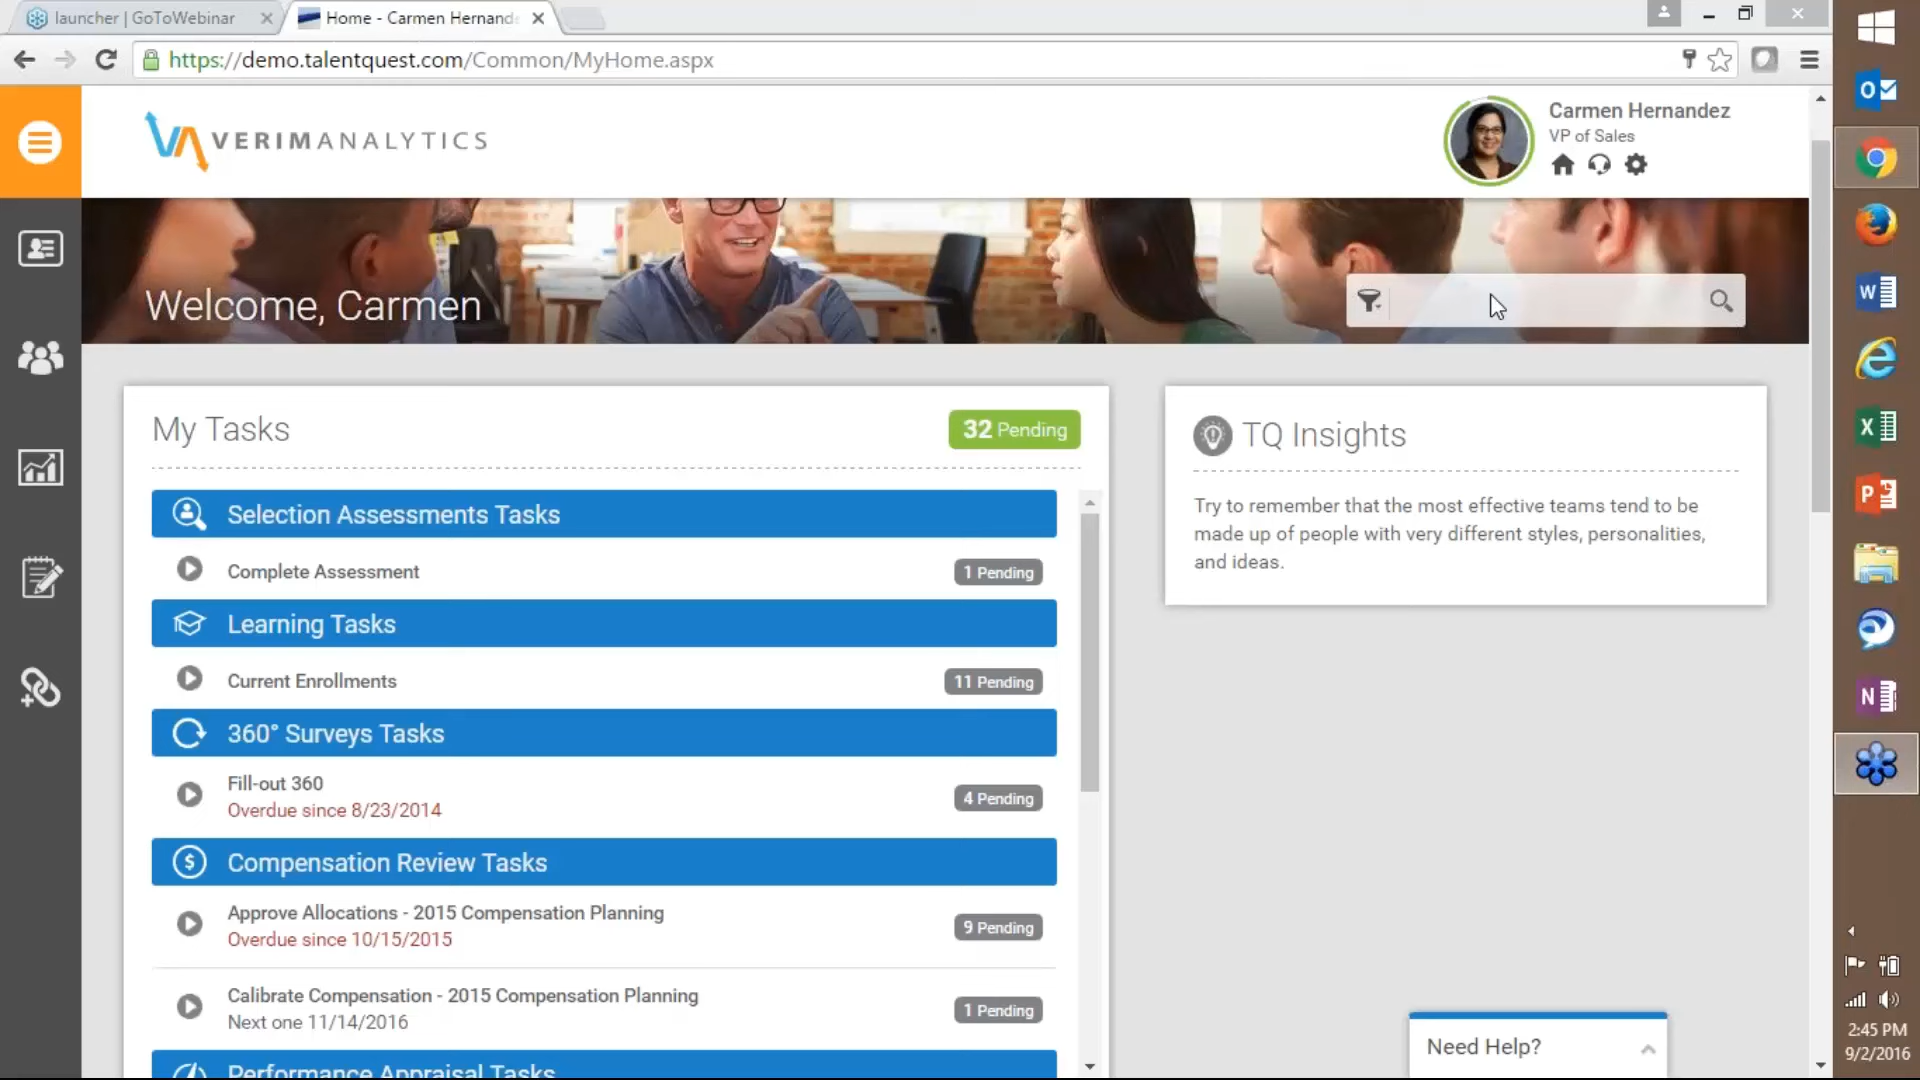 launcher | GoToWebinar
Home - Carmen Hernand
https://demo.talentquest.com/Common/MyHome.aspx
VERIMANALYTICS
Carmen Hernandez
VP of Sales
Welcome, Carmen
My Tasks
32 Pending
Selection Assessments Tasks
Complete Assessment
1 Pending
Learning Tasks
Current Enrollments
11 Pending
360° Surveys Tasks
Fill-out 360
Overdue since 8/23/2014
4 Pending
Compensation Review Tasks
Approve Allocations - 2015 Compensation Planning
Overdue since 10/15/2015
9 Pending
Calibrate Compensation - 2015 Compensation Planning
Next one 11/14/2016
1 Pending
Performance Appraisal Tasks
TQ Insights
Try to remember that the most effective teams tend to be
made up of people with very different styles, personalities,
and ideas.
Need Help?
2:45 PM
9/2/2016